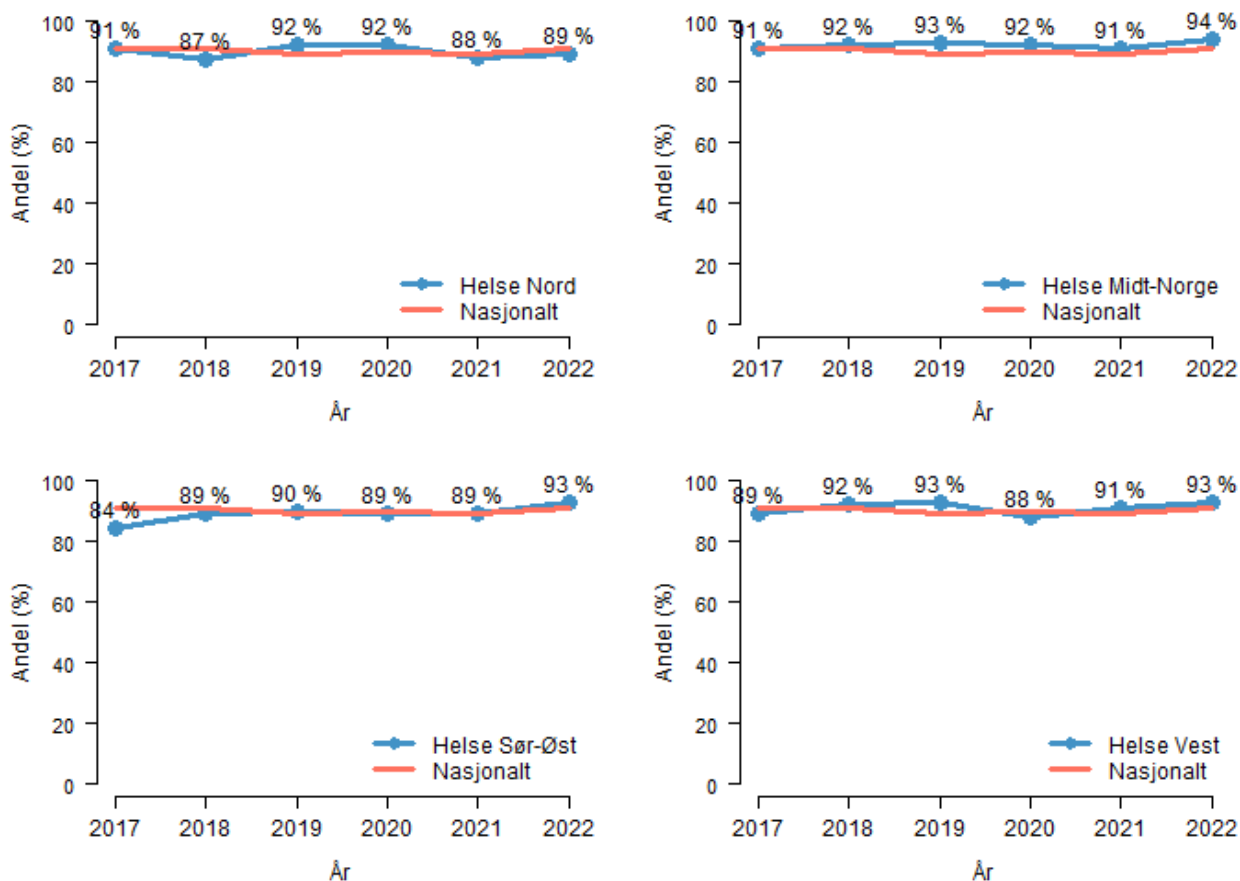 100
91 %
87 %
92 %
92 %
88 %
89 %
80
60
40
20
0
Andel (%)
Helse Nord
Nasjonalt
2017 2018 2019 2020 2021 2022
År
100
91 %
92 %
93 %
92 %
91 %
94 %
80
60
40
20
0
Andel (%)
Helse Midt-Norge
Nasjonalt
2017 2018 2019 2020 2021 2022
År
100
84 %
89 %
90 %
89 %
89 %
93 %
80
60
40
20
0
Andel (%)
Helse Sør-Øst
Nasjonalt
2017 2018 2019 2020 2021 2022
År
100
89 %
92 %
93 %
88 %
91 %
93 %
80
60
40
20
0
Andel (%)
Helse Vest
Nasjonalt
2017 2018 2019 2020 2021 2022
År